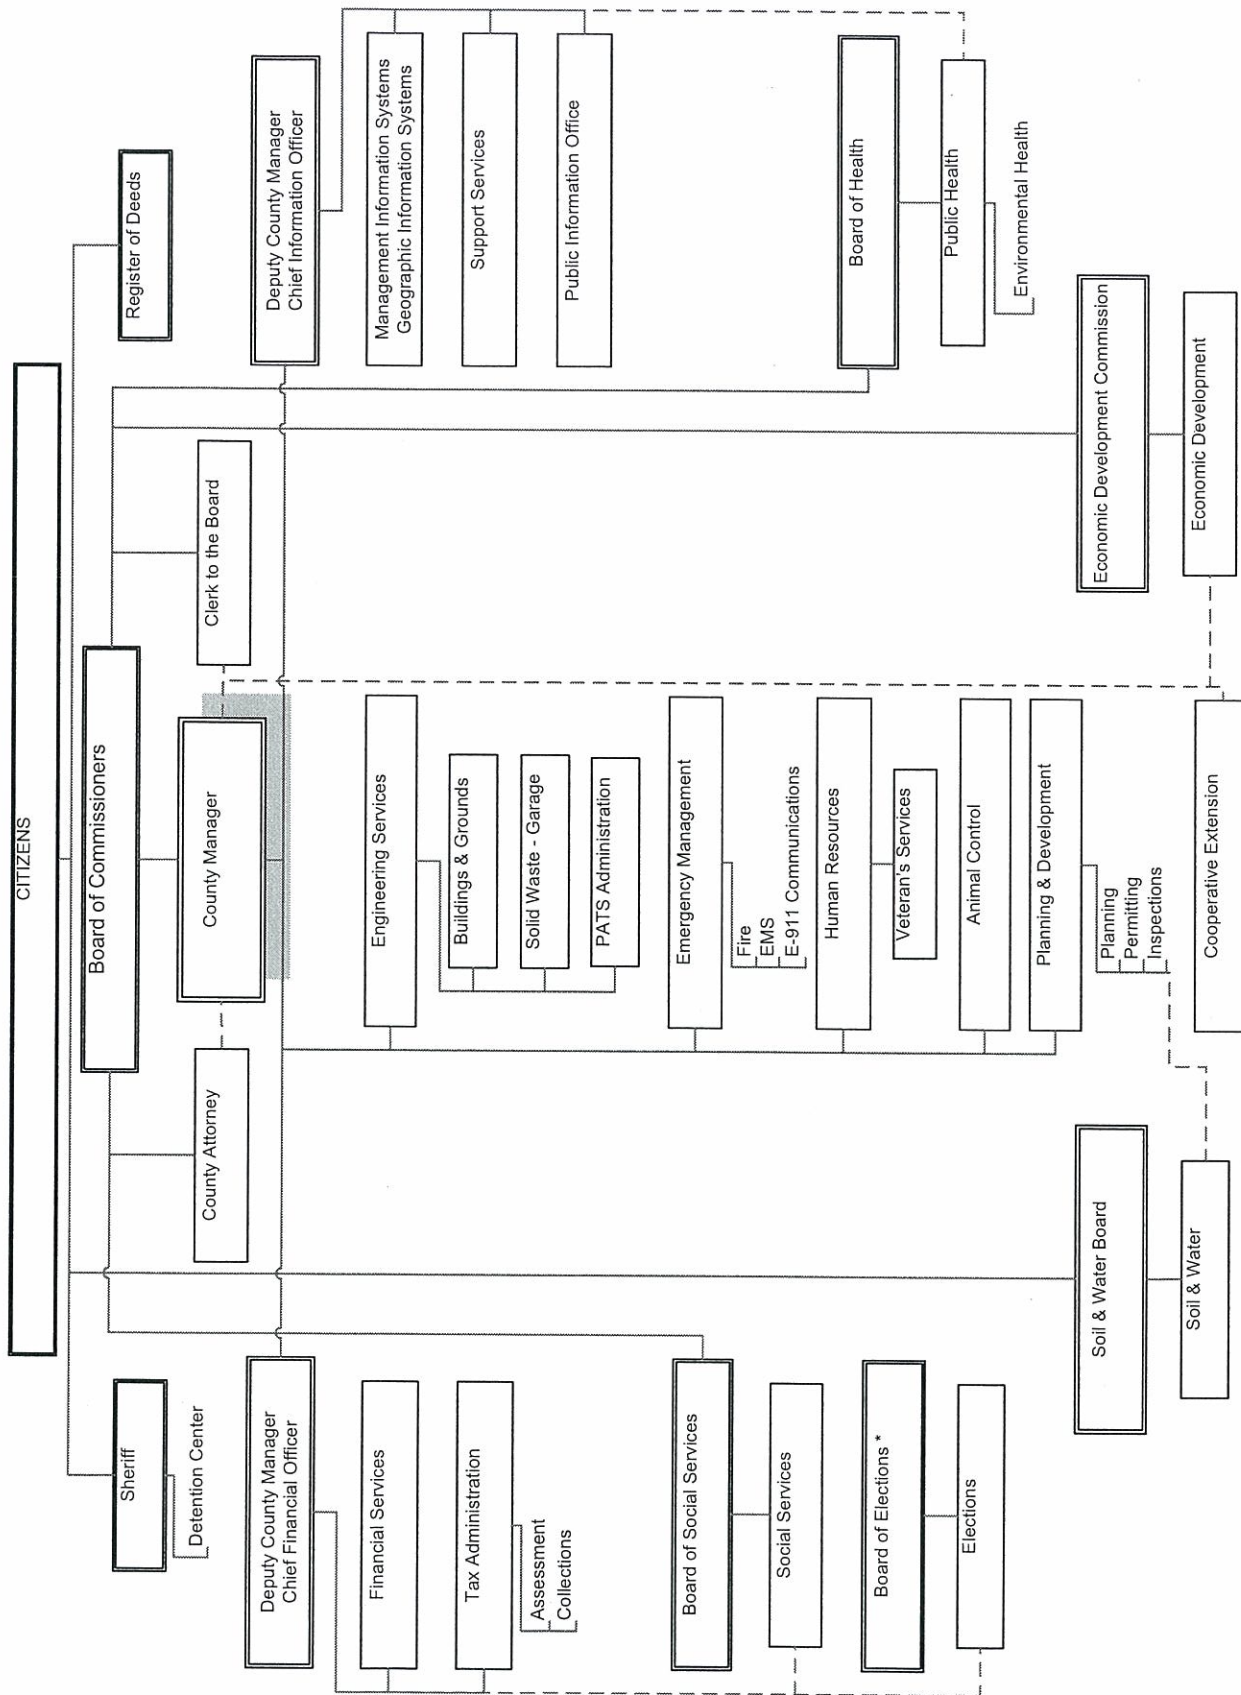 CITIZENS
Sheriff
Detention Center
Board of Commissioners
Register of Deeds
County Attorney
County Manager
Clerk to the Board
Deputy County Manager
Chief Financial Officer
Financial Services
Tax Administration
Assessment
Collections
Board of Social Services
Social Services
Board of Elections *
Elections
Soil & Water Board
Soil & Water
Engineering Services
Buildings & Grounds
Solid Waste - Garage
PATS Administration
Emergency Management
Fire
EMS
E-911 Communications
Human Resources
Veteran's Services
Animal Control
Planning & Development
Planning
Permitting
Inspections
Cooperative Extension
Deputy County Manager
Chief Information Officer
Management Information Systems
Geographic Information Systems
Support Services
Public Information Office
Board of Health
Public Health
Environmental Health
Economic Development Commission
Economic Development